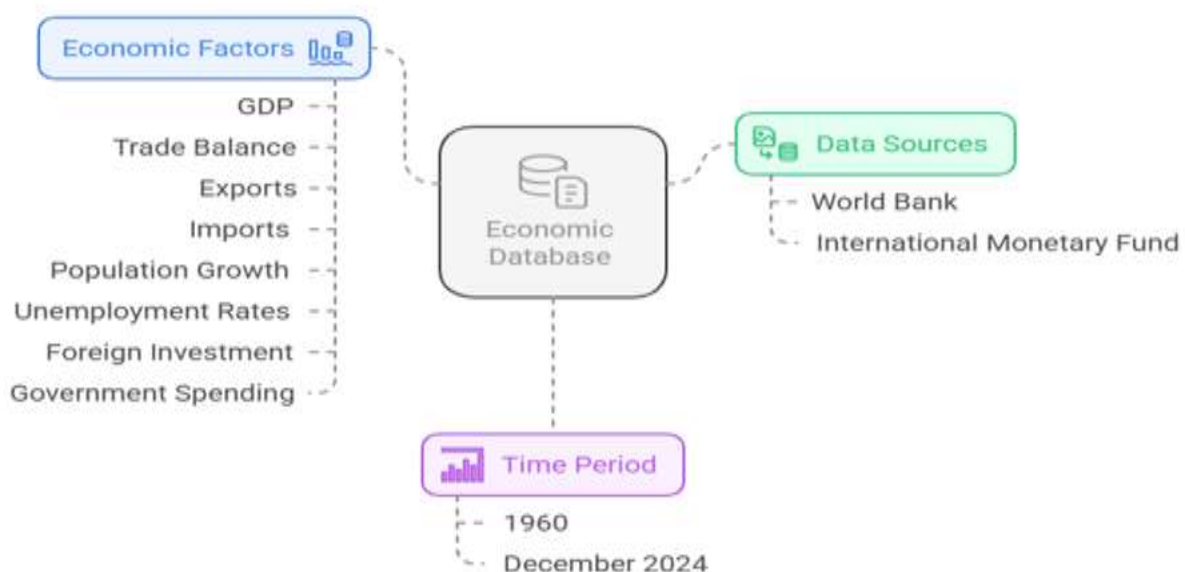 Economic Factors
GDP
Trade Balance
Exports
Imports
Population Growth
Unemployment Rates
Foreign Investment
Government Spending
Economic
Database
Data Sources
World Bank
International Monetary Fund
Time Period
1960
December 2024